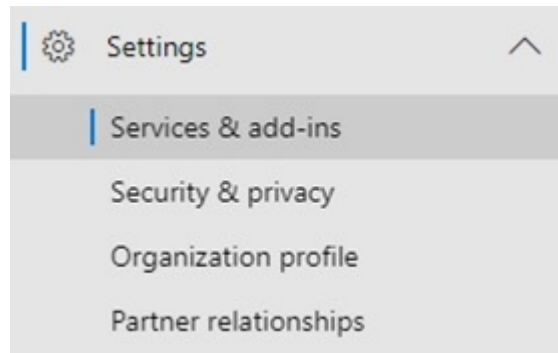 Settings
Services & add-ins
Security & privacy
Organization profile
Partner relationships